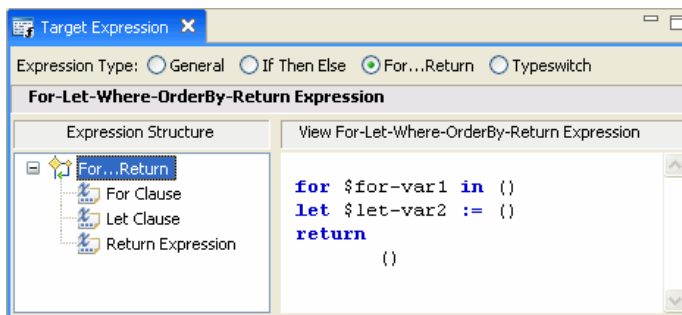 Target Expression
Expression Type: General If Then Else For...Return Typeswitch
For-Let-Where-OrderBy-Return Expression
Expression Structure
View For-Let-Where-OrderBy-Return Expression
For...Return
For Clause
Let Clause
Return Expression
for $for-var1 in ()
let $let-var2 := ()
return
()